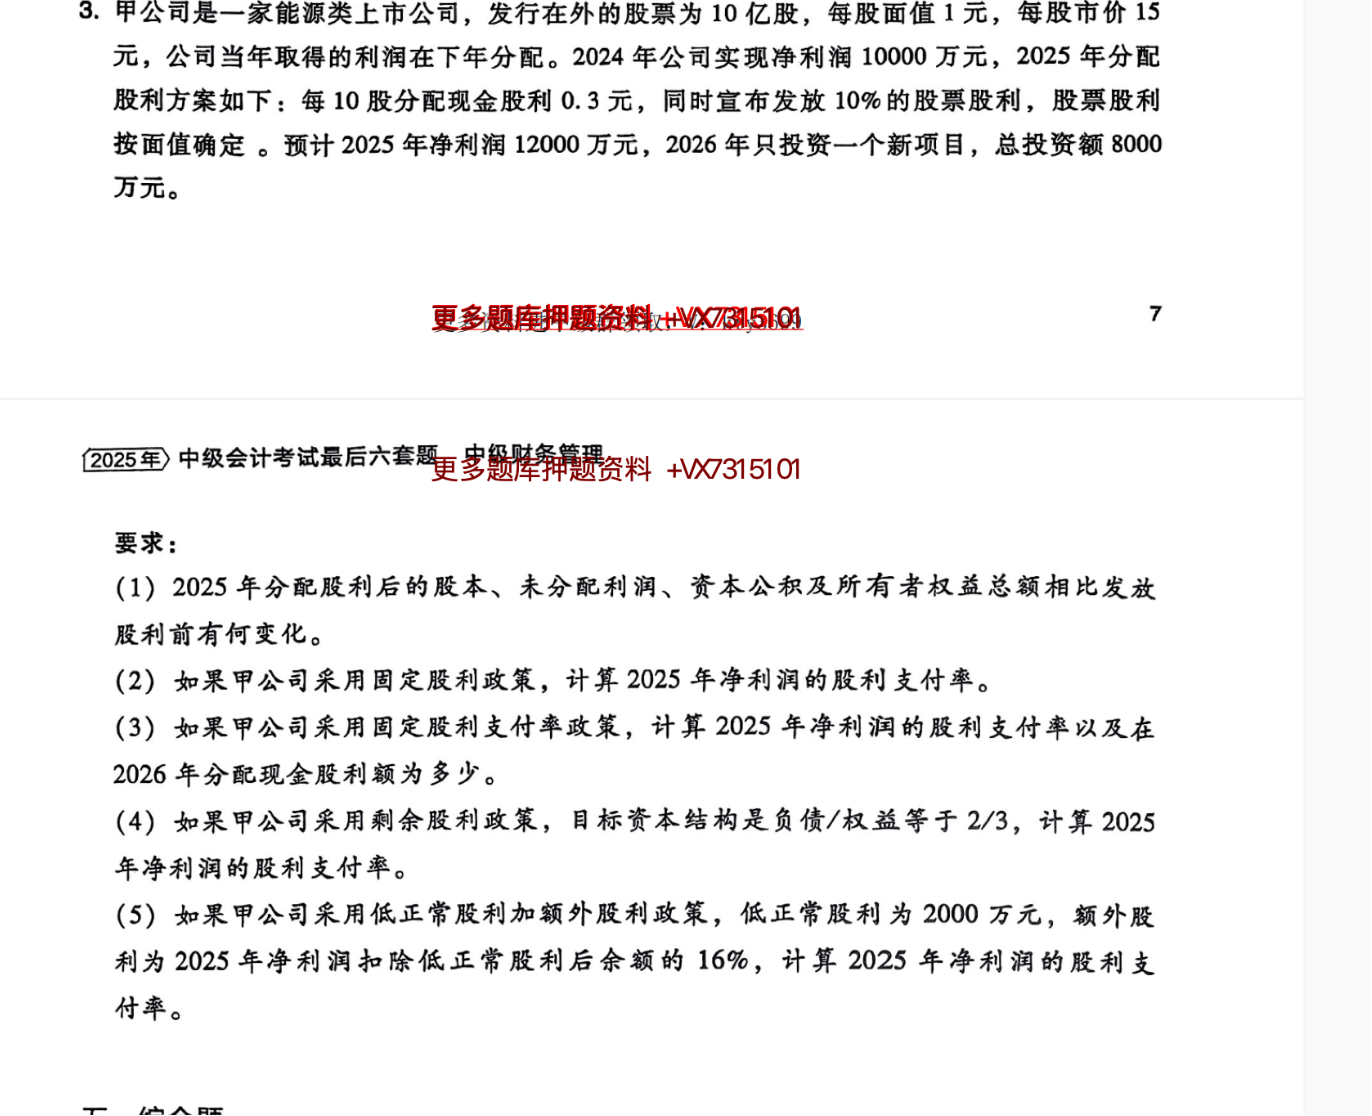 3. 甲公司是一家能源类上市公司，发行在外的股票为 10 亿股，每股面值 1 元，每股市价 15
元，公司当年取得的利润在下年分配。2024 年公司实现净利润 10000 万元，2025 年分配
股利方案如下：每 10 股分配现金股利 0.3 元，同时宣布发放 10%的股票股利，股票股利
按面值确定 。预计 2025 年净利润 12000 万元，2026 年只投资一个新项目，总投资额 8000
万元。
更多题库押题资料 +VX7315101
7
2025年 中级会计考试最后六套题 中级财务管理
更多题库押题资料 +VX7315101
要求：
(1) 2025 年分配股利后的股本、未分配利润、资本公积及所有者权益总额相比发放
股利前有何变化。
(2) 如果甲公司采用固定股利政策，计算 2025 年净利润的股利支付率。
(3) 如果甲公司采用固定股利支付率政策，计算 2025 年净利润的股利支付率以及在
2026 年分配现金股利额为多少。
(4) 如果甲公司采用剩余股利政策，目标资本结构是负债/权益等于 2/3，计算 2025
年净利润的股利支付率。
(5) 如果甲公司采用低正常股利加额外股利政策，低正常股利为 2000 万元，额外股
利为 2025 年净利润扣除低正常股利后余额的 16%，计算 2025 年净利润的股利支
付率。